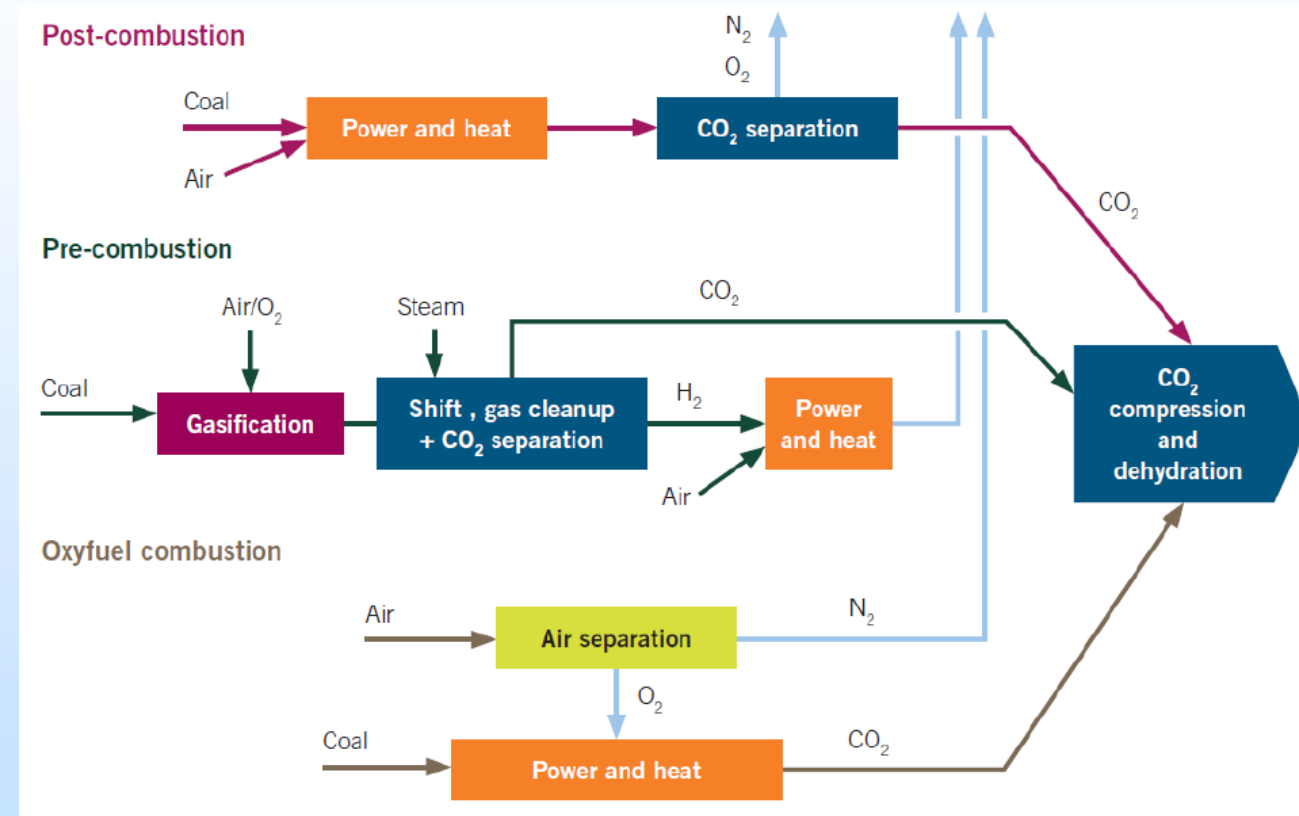 Post-combustion
N₂
O₂
Coal
Power and heat
CO₂ separation
Air
CO₂
Pre-combustion
Air/O₂
Steam
CO₂
Coal
Gasification
Shift , gas cleanup
+ CO₂ separation
H₂
Power
and heat
Air
CO₂
compression
and
dehydration
Oxyfuel combustion
Air
Air separation
N₂
O₂
Coal
Power and heat
CO₂